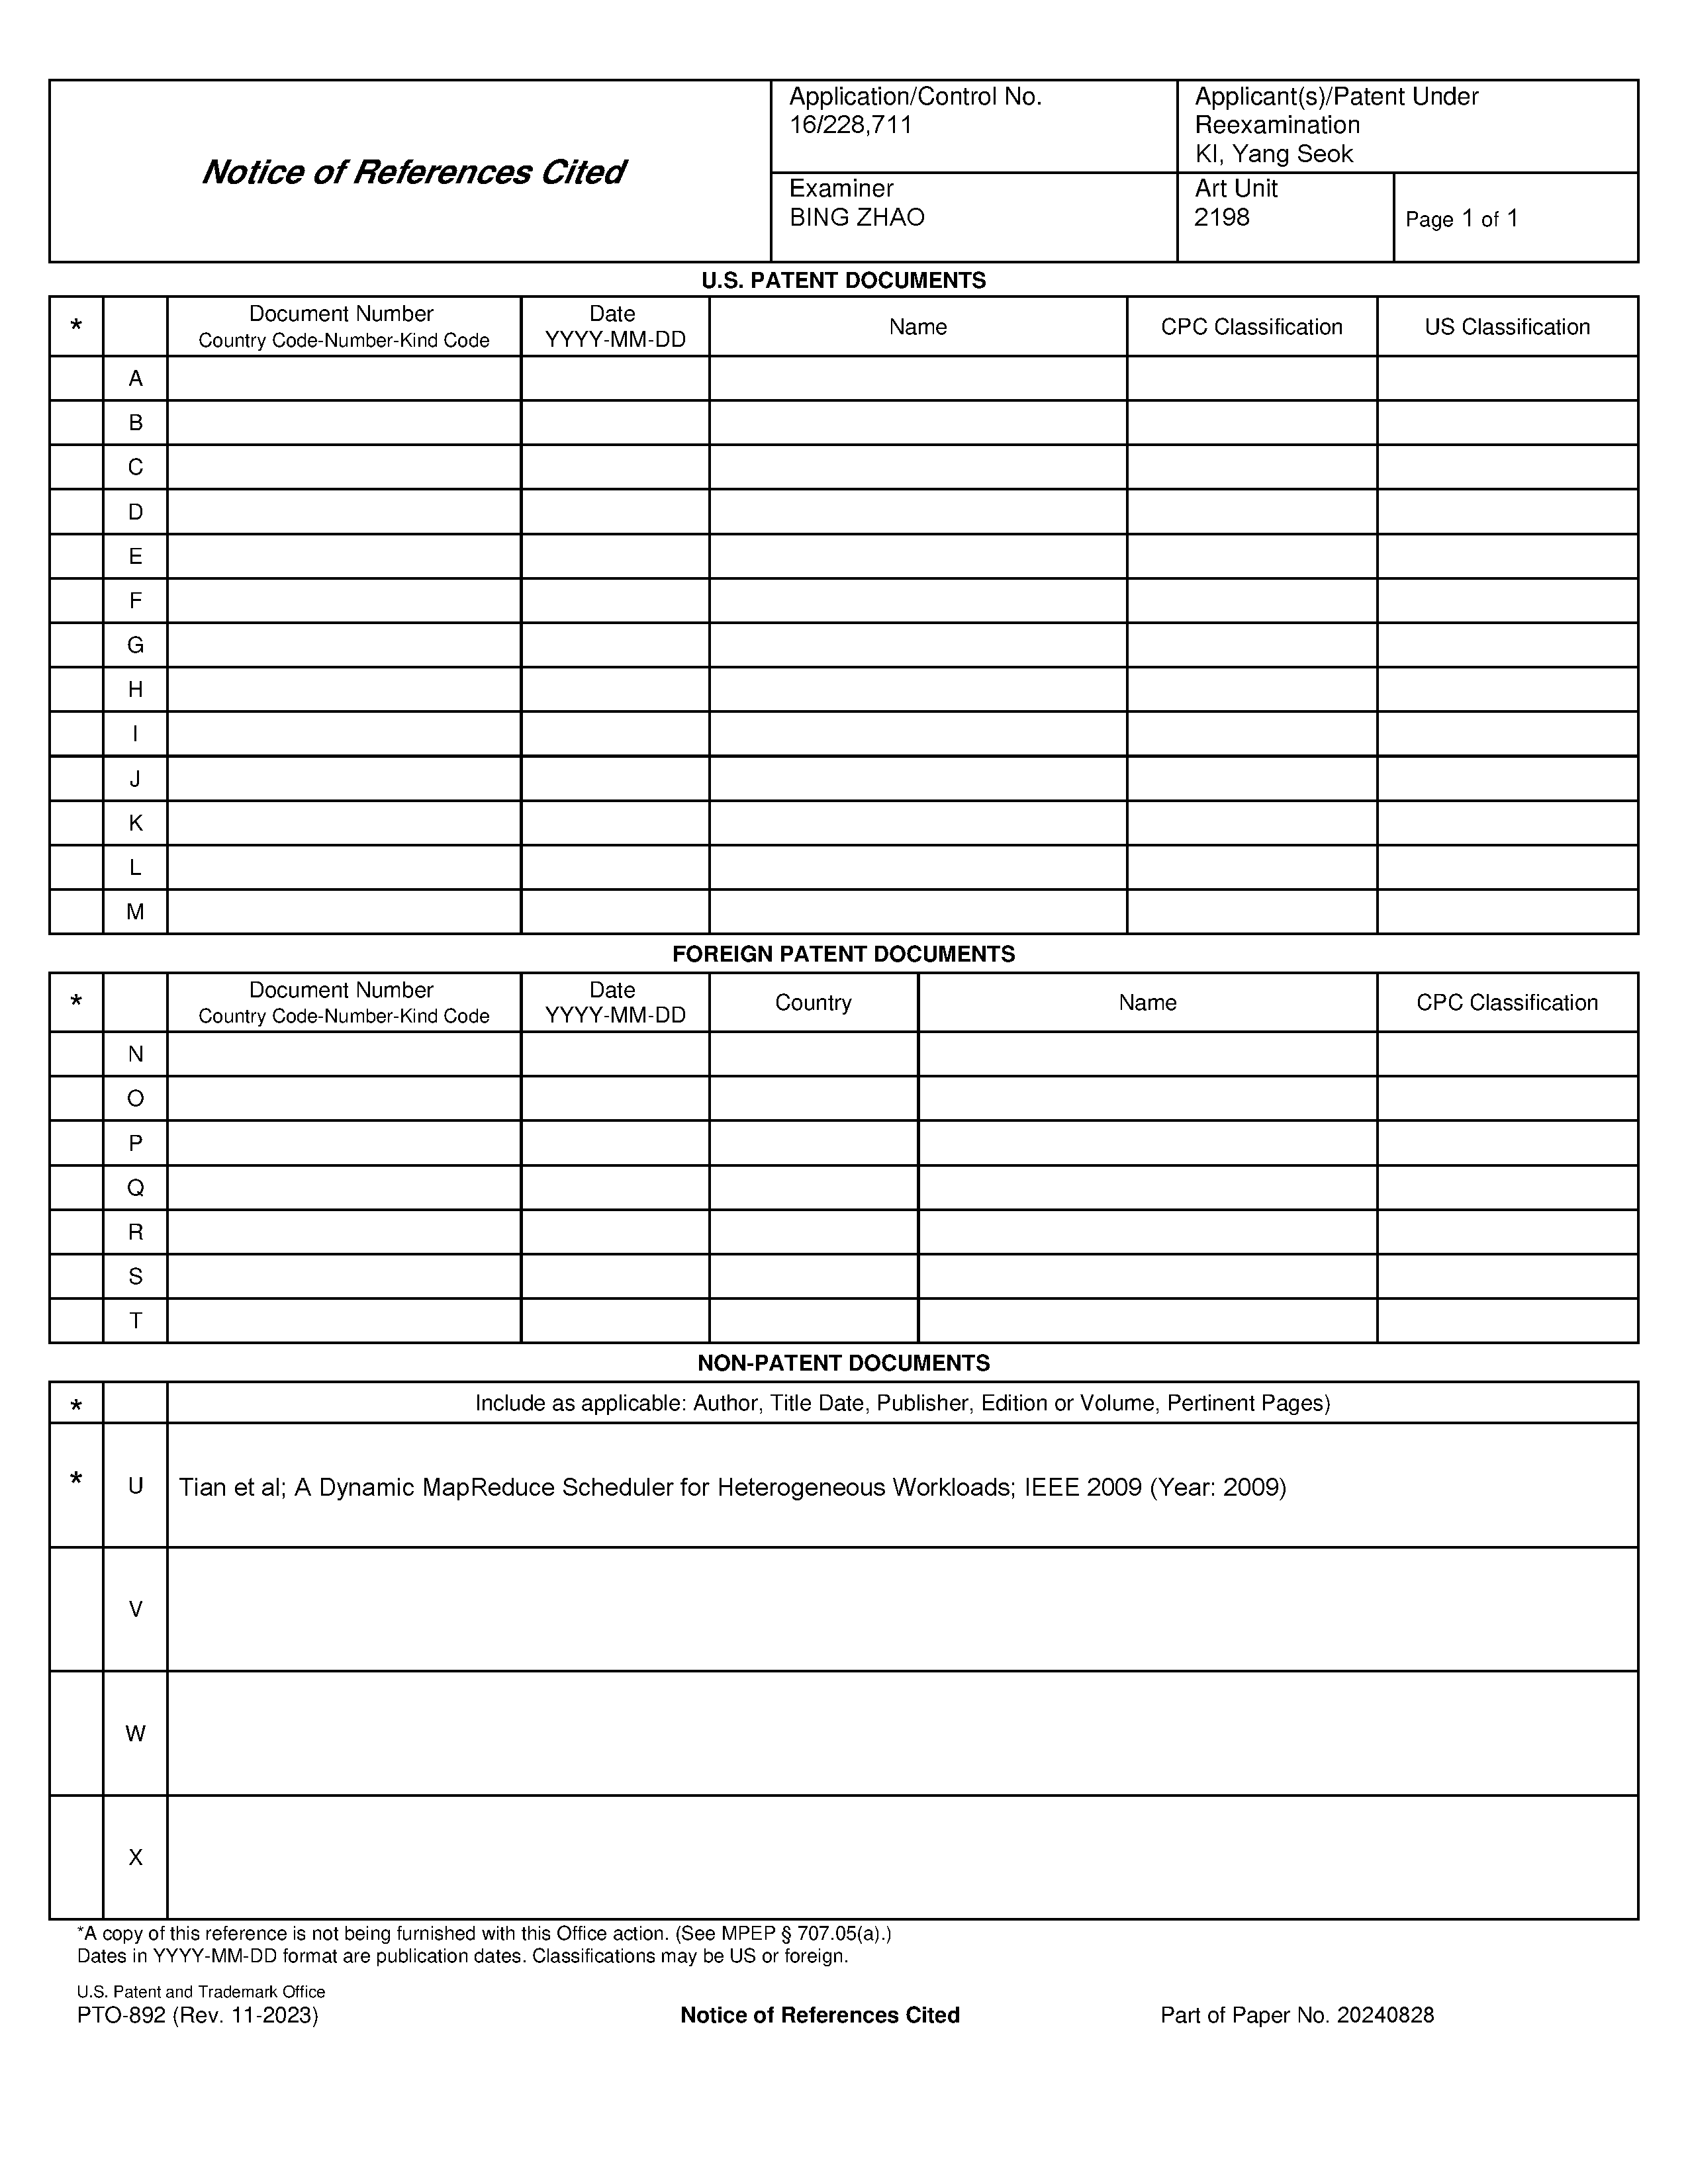 Notice of References Cited
Application/Control No.
16/228,711
Applicant(s)/Patent Under
Reexamination
KI, Yang Seok
Examiner
BING ZHAO
Art Unit
2198
Page 1 of 1
U.S. PATENT DOCUMENTS
*
Document Number
Country Code-Number-Kind Code
Date
YYYY-MM-DD
Name
CPC Classification
US Classification
A
B
C
D
E
F
G
H
I
J
K
L
M
FOREIGN PATENT DOCUMENTS
*
Document Number
Country Code-Number-Kind Code
Date
YYYY-MM-DD
Country
Name
CPC Classification
N
O
P
Q
R
S
T
NON-PATENT DOCUMENTS
*
Include as applicable: Author, Title Date, Publisher, Edition or Volume, Pertinent Pages)
* U Tian et al; A Dynamic MapReduce Scheduler for Heterogeneous Workloads; IEEE 2009 (Year: 2009)
V
W
X
*A copy of this reference is not being furnished with this Office action. (See MPEP § 707.05(a).)
Dates in YYYY-MM-DD format are publication dates. Classifications may be US or foreign.
U.S. Patent and Trademark Office
PTO-892 (Rev. 11-2023) Notice of References Cited Part of Paper No. 20240828